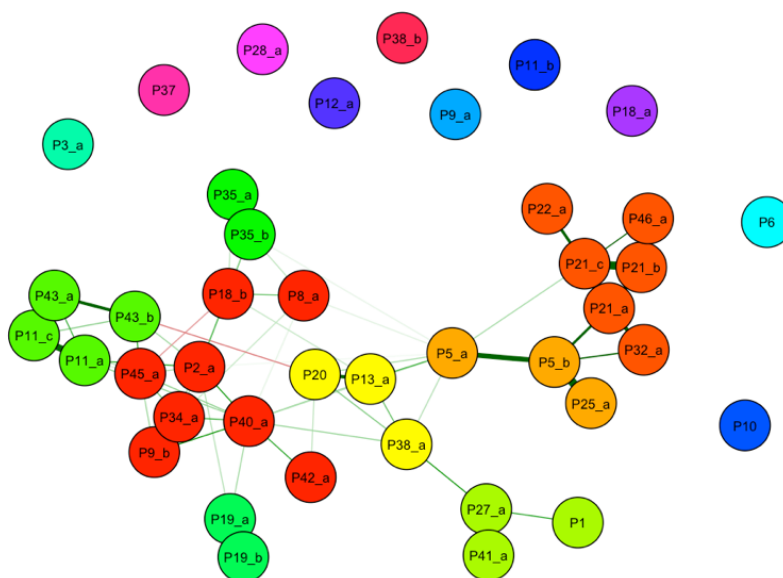 P38_b
P28_a
P11_b
P37
P12_a
P18_a
P9_a
P3_a
P35_a
P22_a
P46_a
P6
P35_b
P21_c
P21_b
P18_b
P8_a
P43_a
P21_a
P43_b
P11_c
P32_a
P5_a
P11_a
P2_a
P5_b
P45_a
P20
P13_a
P25_a
P34_a
P40_a
P10
P38_a
P9_b
P42_a
P27_a
P19_a
P1
P41_a
P19_b